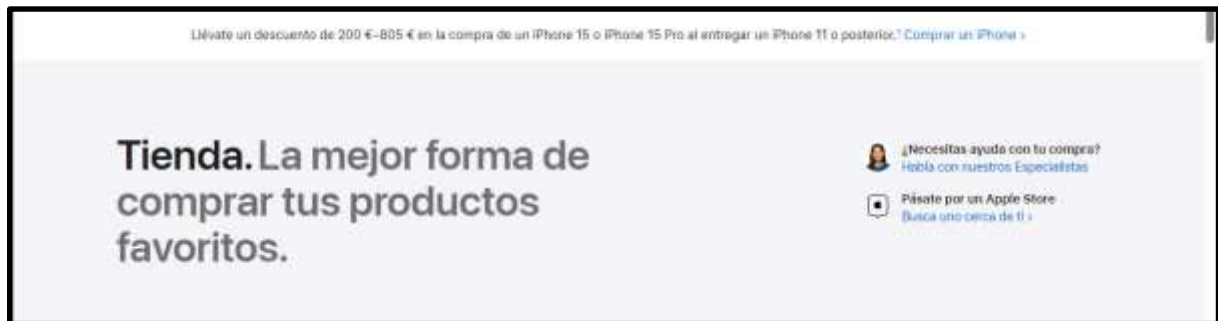 Llévate un descuento de 200 €–805 € en la compra de un iPhone 15 o iPhone 15 Pro al entregar un iPhone 11 o posterior. Comprar un iPhone >
Tienda. La mejor forma de
comprar tus productos
favoritos.
¿Necesitas ayuda con tu compra?
Habla con nuestros Especialistas
Pásate por un Apple Store
Busca uno cerca de ti >